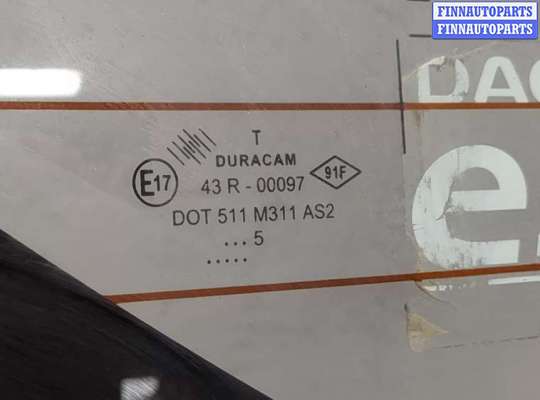 FINNAUTOPARTS
FINNAUTOPARTS
DAC
e.
T
DURACAM
E17
43 R - 00097
91F
DOT 511 M311 AS2
... 5
.....